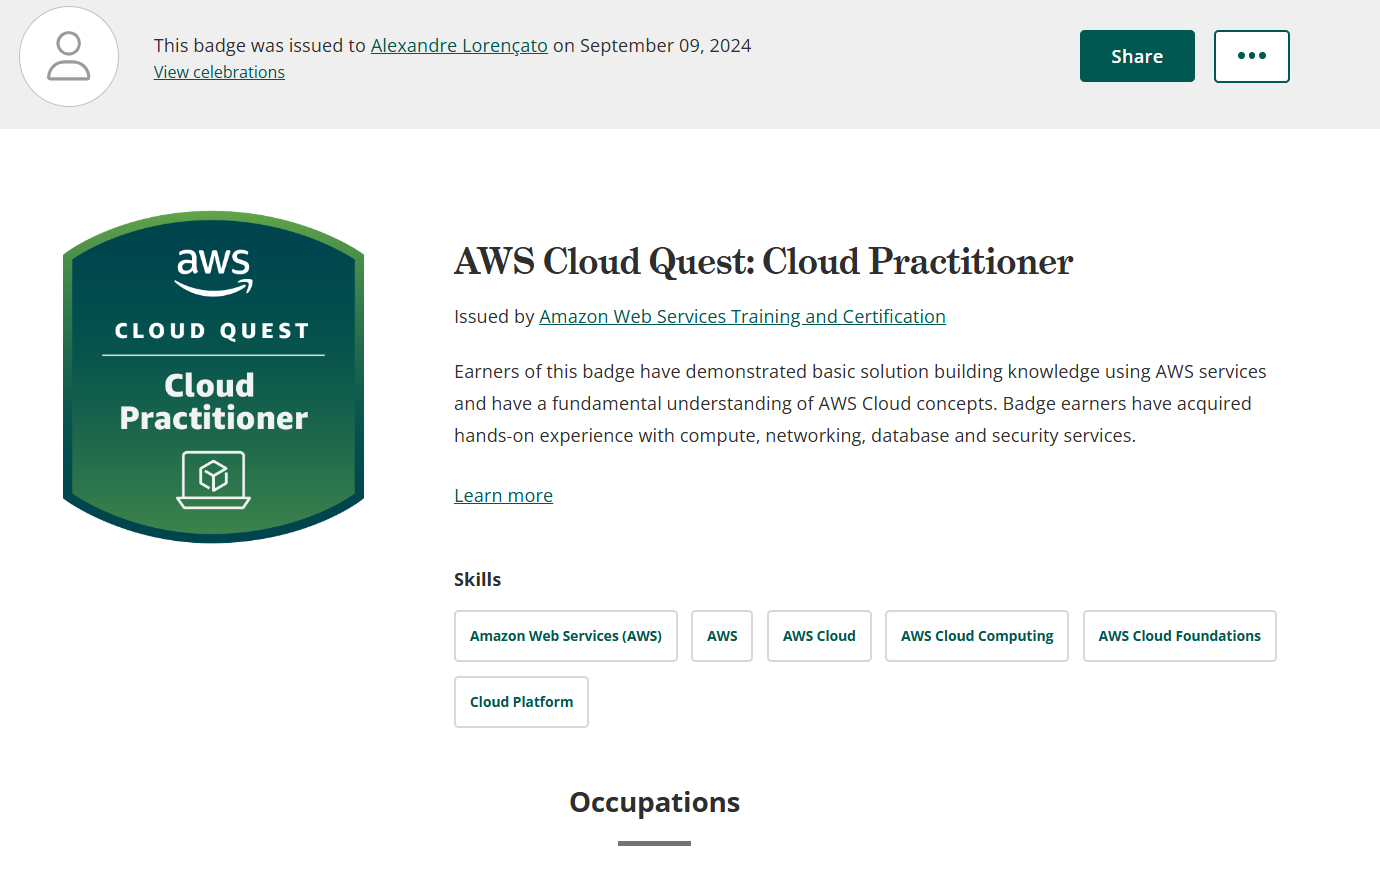 This badge was issued to Alexandre Lorençato on September 09, 2024
View celebrations
Share
aws
CLOUD QUEST
Cloud
Practitioner
AWS Cloud Quest: Cloud Practitioner
Issued by Amazon Web Services Training and Certification
Earners of this badge have demonstrated basic solution building knowledge using AWS services
and have a fundamental understanding of AWS Cloud concepts. Badge earners have acquired
hands-on experience with compute, networking, database and security services.
Learn more
Skills
Amazon Web Services (AWS) AWS AWS Cloud AWS Cloud Computing AWS Cloud Foundations
Cloud Platform
Occupations